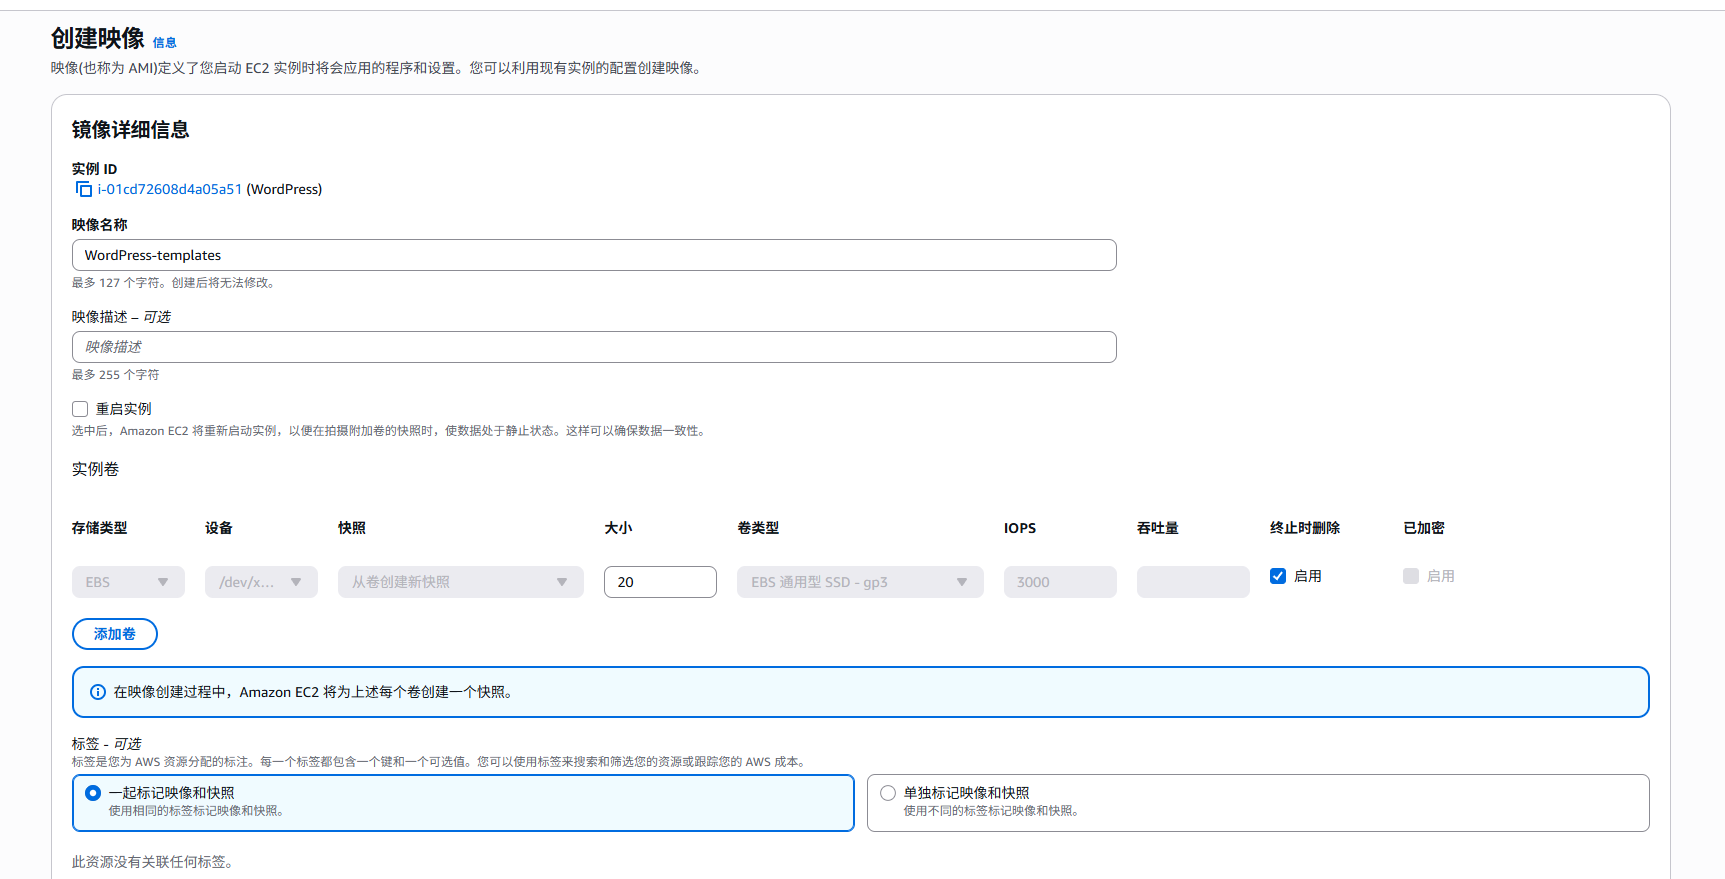 创建映像 信息
映像(也称为 AMI)定义了您启动 EC2 实例时将会应用的程序和设置。您可以利用现有实例的配置创建映像。
镜像详细信息
实例 ID
i-01cd72608d4a05a51 (WordPress)
映像名称
WordPress-templates
最多 127 个字符。创建后将无法修改。
映像描述 – 可选
映像描述
最多 255 个字符
重启实例
选中后，Amazon EC2 将重新启动实例，以便在拍摄附加卷的快照时，使数据处于静止状态。这样可以确保数据一致性。
实例卷
存储类型 设备 快照 大小 卷类型 IOPS 吞吐量 终止时删除 已加密
EBS /dev/x... 从卷创建新快照 20 EBS 通用型 SSD - gp3 3000 启用 启用
添加卷
在映像创建过程中，Amazon EC2 将为上述每个卷创建一个快照。
标签 - 可选
标签是您为 AWS 资源分配的标注。每一个标签都包含一个键和一个可选值。您可以使用标签来搜索和筛选您的资源或跟踪您的 AWS 成本。
一起标记映像和快照
使用相同的标签标记映像和快照。
单独标记映像和快照
使用不同的标签标记映像和快照。
此资源没有关联任何标签。